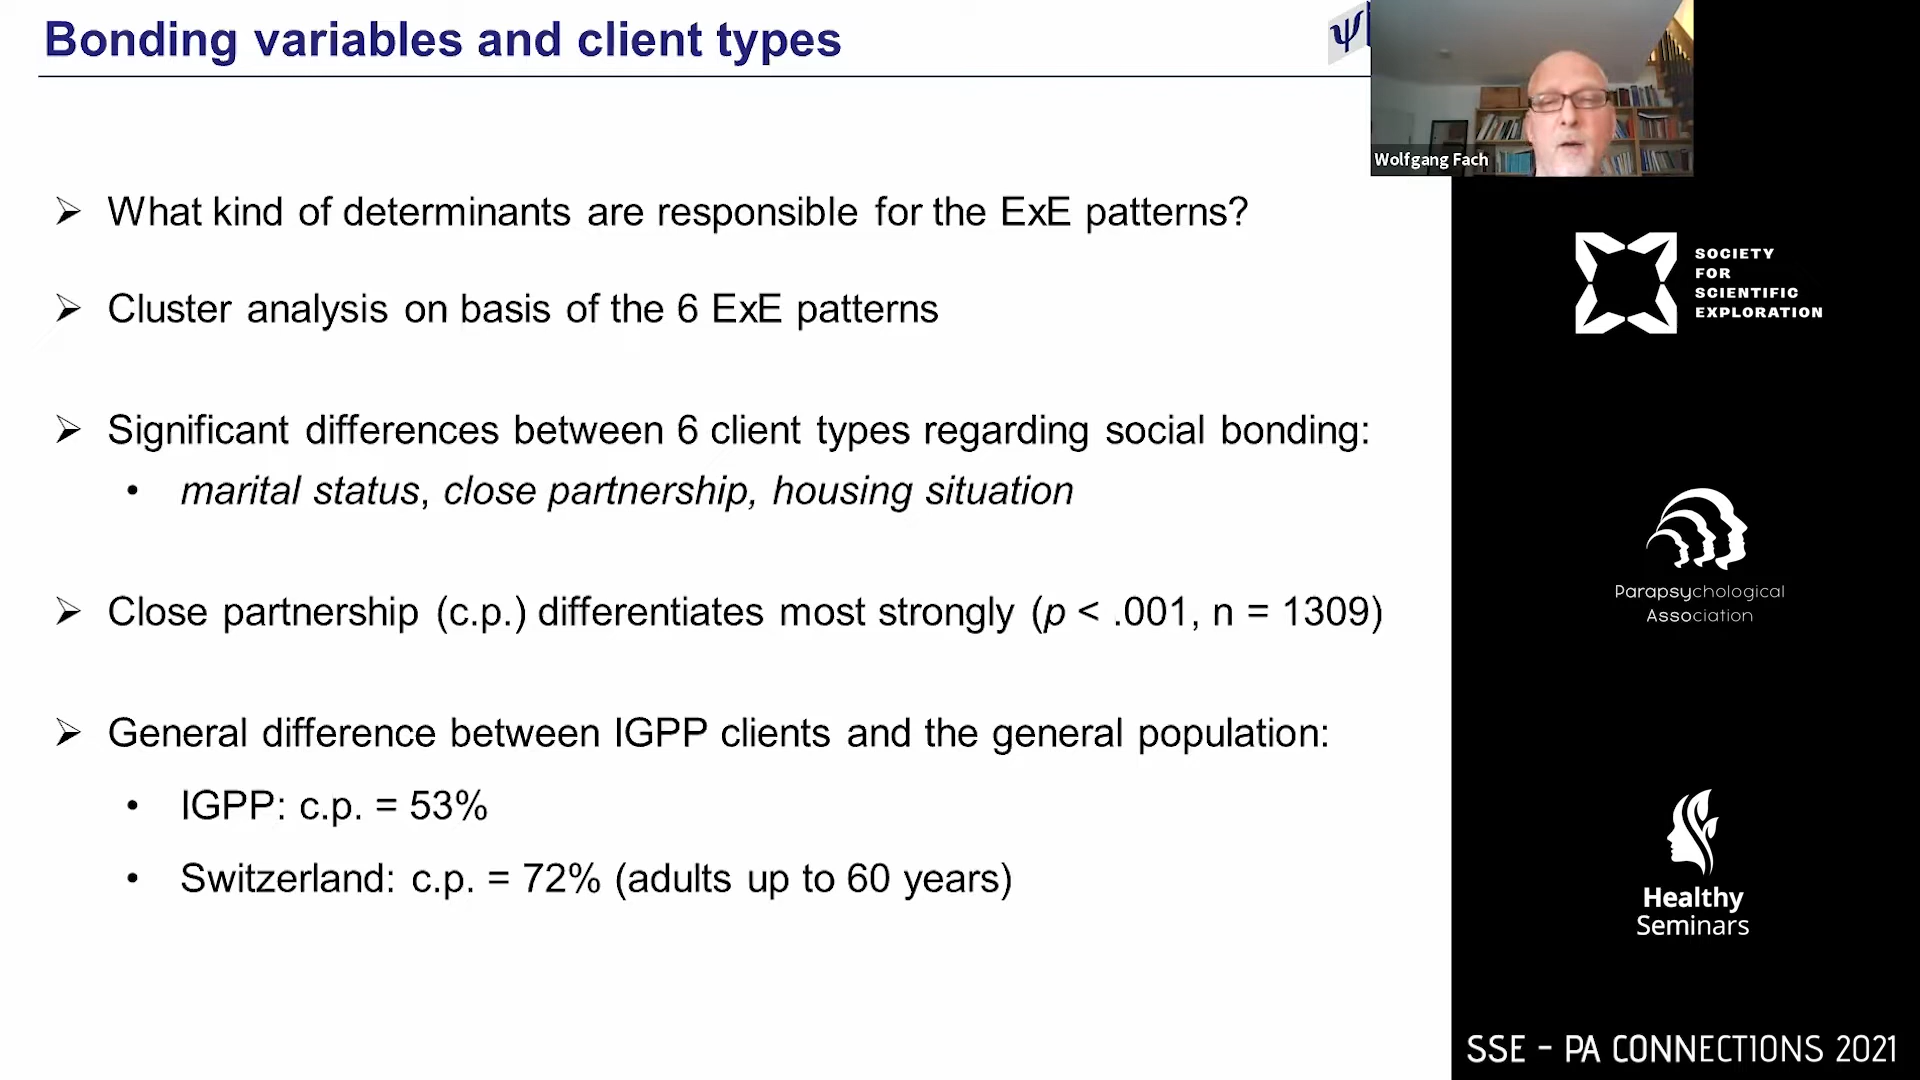 Bonding variables and client types
Ψ
Wolfgang Fach
What kind of determinants are responsible for the ExE patterns?
Cluster analysis on basis of the 6 ExE patterns
Significant differences between 6 client types regarding social bonding:
• marital status, close partnership, housing situation
Close partnership (c.p.) differentiates most strongly (p < .001, n = 1309)
General difference between IGPP clients and the general population:
• IGPP: c.p. = 53%
• Switzerland: c.p. = 72% (adults up to 60 years)
SOCIETY
FOR
SCIENTIFIC
EXPLORATION
Parapsychological
Association
Healthy
Seminars
SSE - PA CONNECTIONS 2021